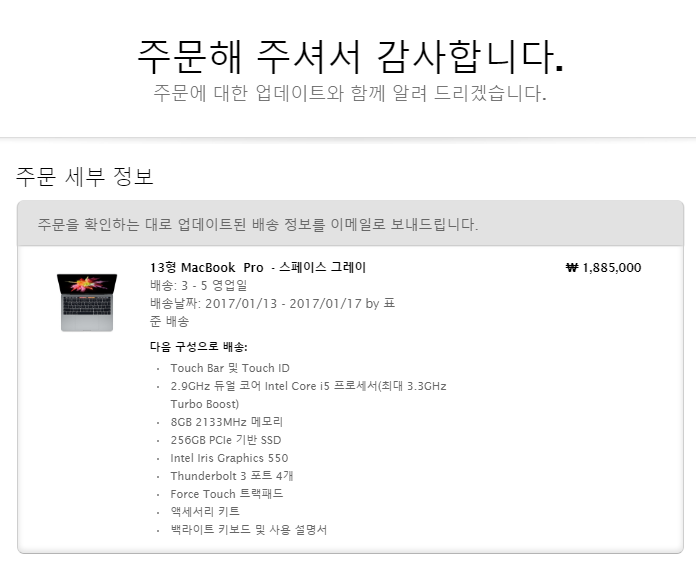 주문해 주셔서 감사합니다.
주문에 대한 업데이트와 함께 알려 드리겠습니다.
주문 세부 정보
주문을 확인하는 대로 업데이트된 배송 정보를 이메일로 보내드립니다.
13형 MacBook Pro - 스페이스 그레이
₩ 1,885,000
배송: 3 - 5 영업일
배송날짜: 2017/01/13 - 2017/01/17 by 표
준 배송
다음 구성으로 배송:
· Touch Bar 및 Touch ID
· 2.9GHz 듀얼 코어 Intel Core i5 프로세서(최대 3.3GHz
Turbo Boost)
· 8GB 2133MHz 메모리
· 256GB PCIe 기반 SSD
· Intel Iris Graphics 550
· Thunderbolt 3 포트 4개
· Force Touch 트랙패드
· 액세서리 키트
· 백라이트 키보드 및 사용 설명서